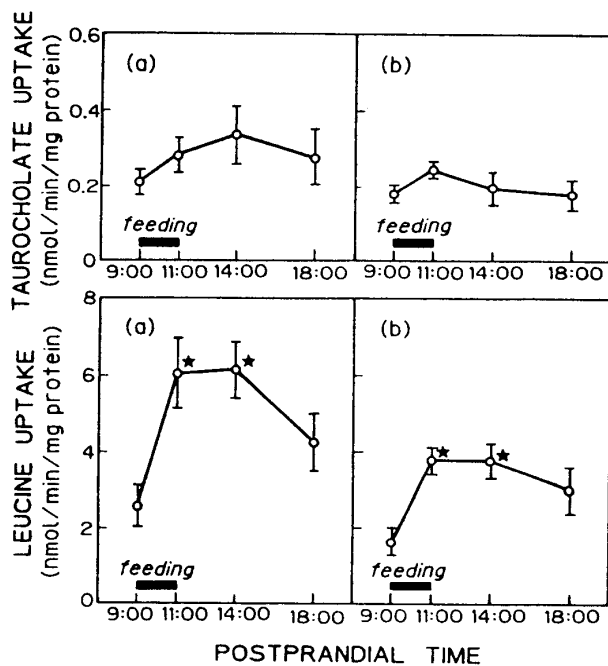 TAUROCHOLATE UPTAKE
(nmol/min/mg protein)
0.6
0.4
0.2
0
(a)
feeding
9:00 11:00 14:00 18:00
(b)
feeding
9:00 11:00 14:00 18:00
LEUCINE UPTAKE
(nmol/min/mg protein)
8
6
4
2
0
(a)
★ ★
feeding
9:00 11:00 14:00 18:00
(b)
★ ★
feeding
9:00 11:00 14:00 18:00
POSTPRANDIAL TIME